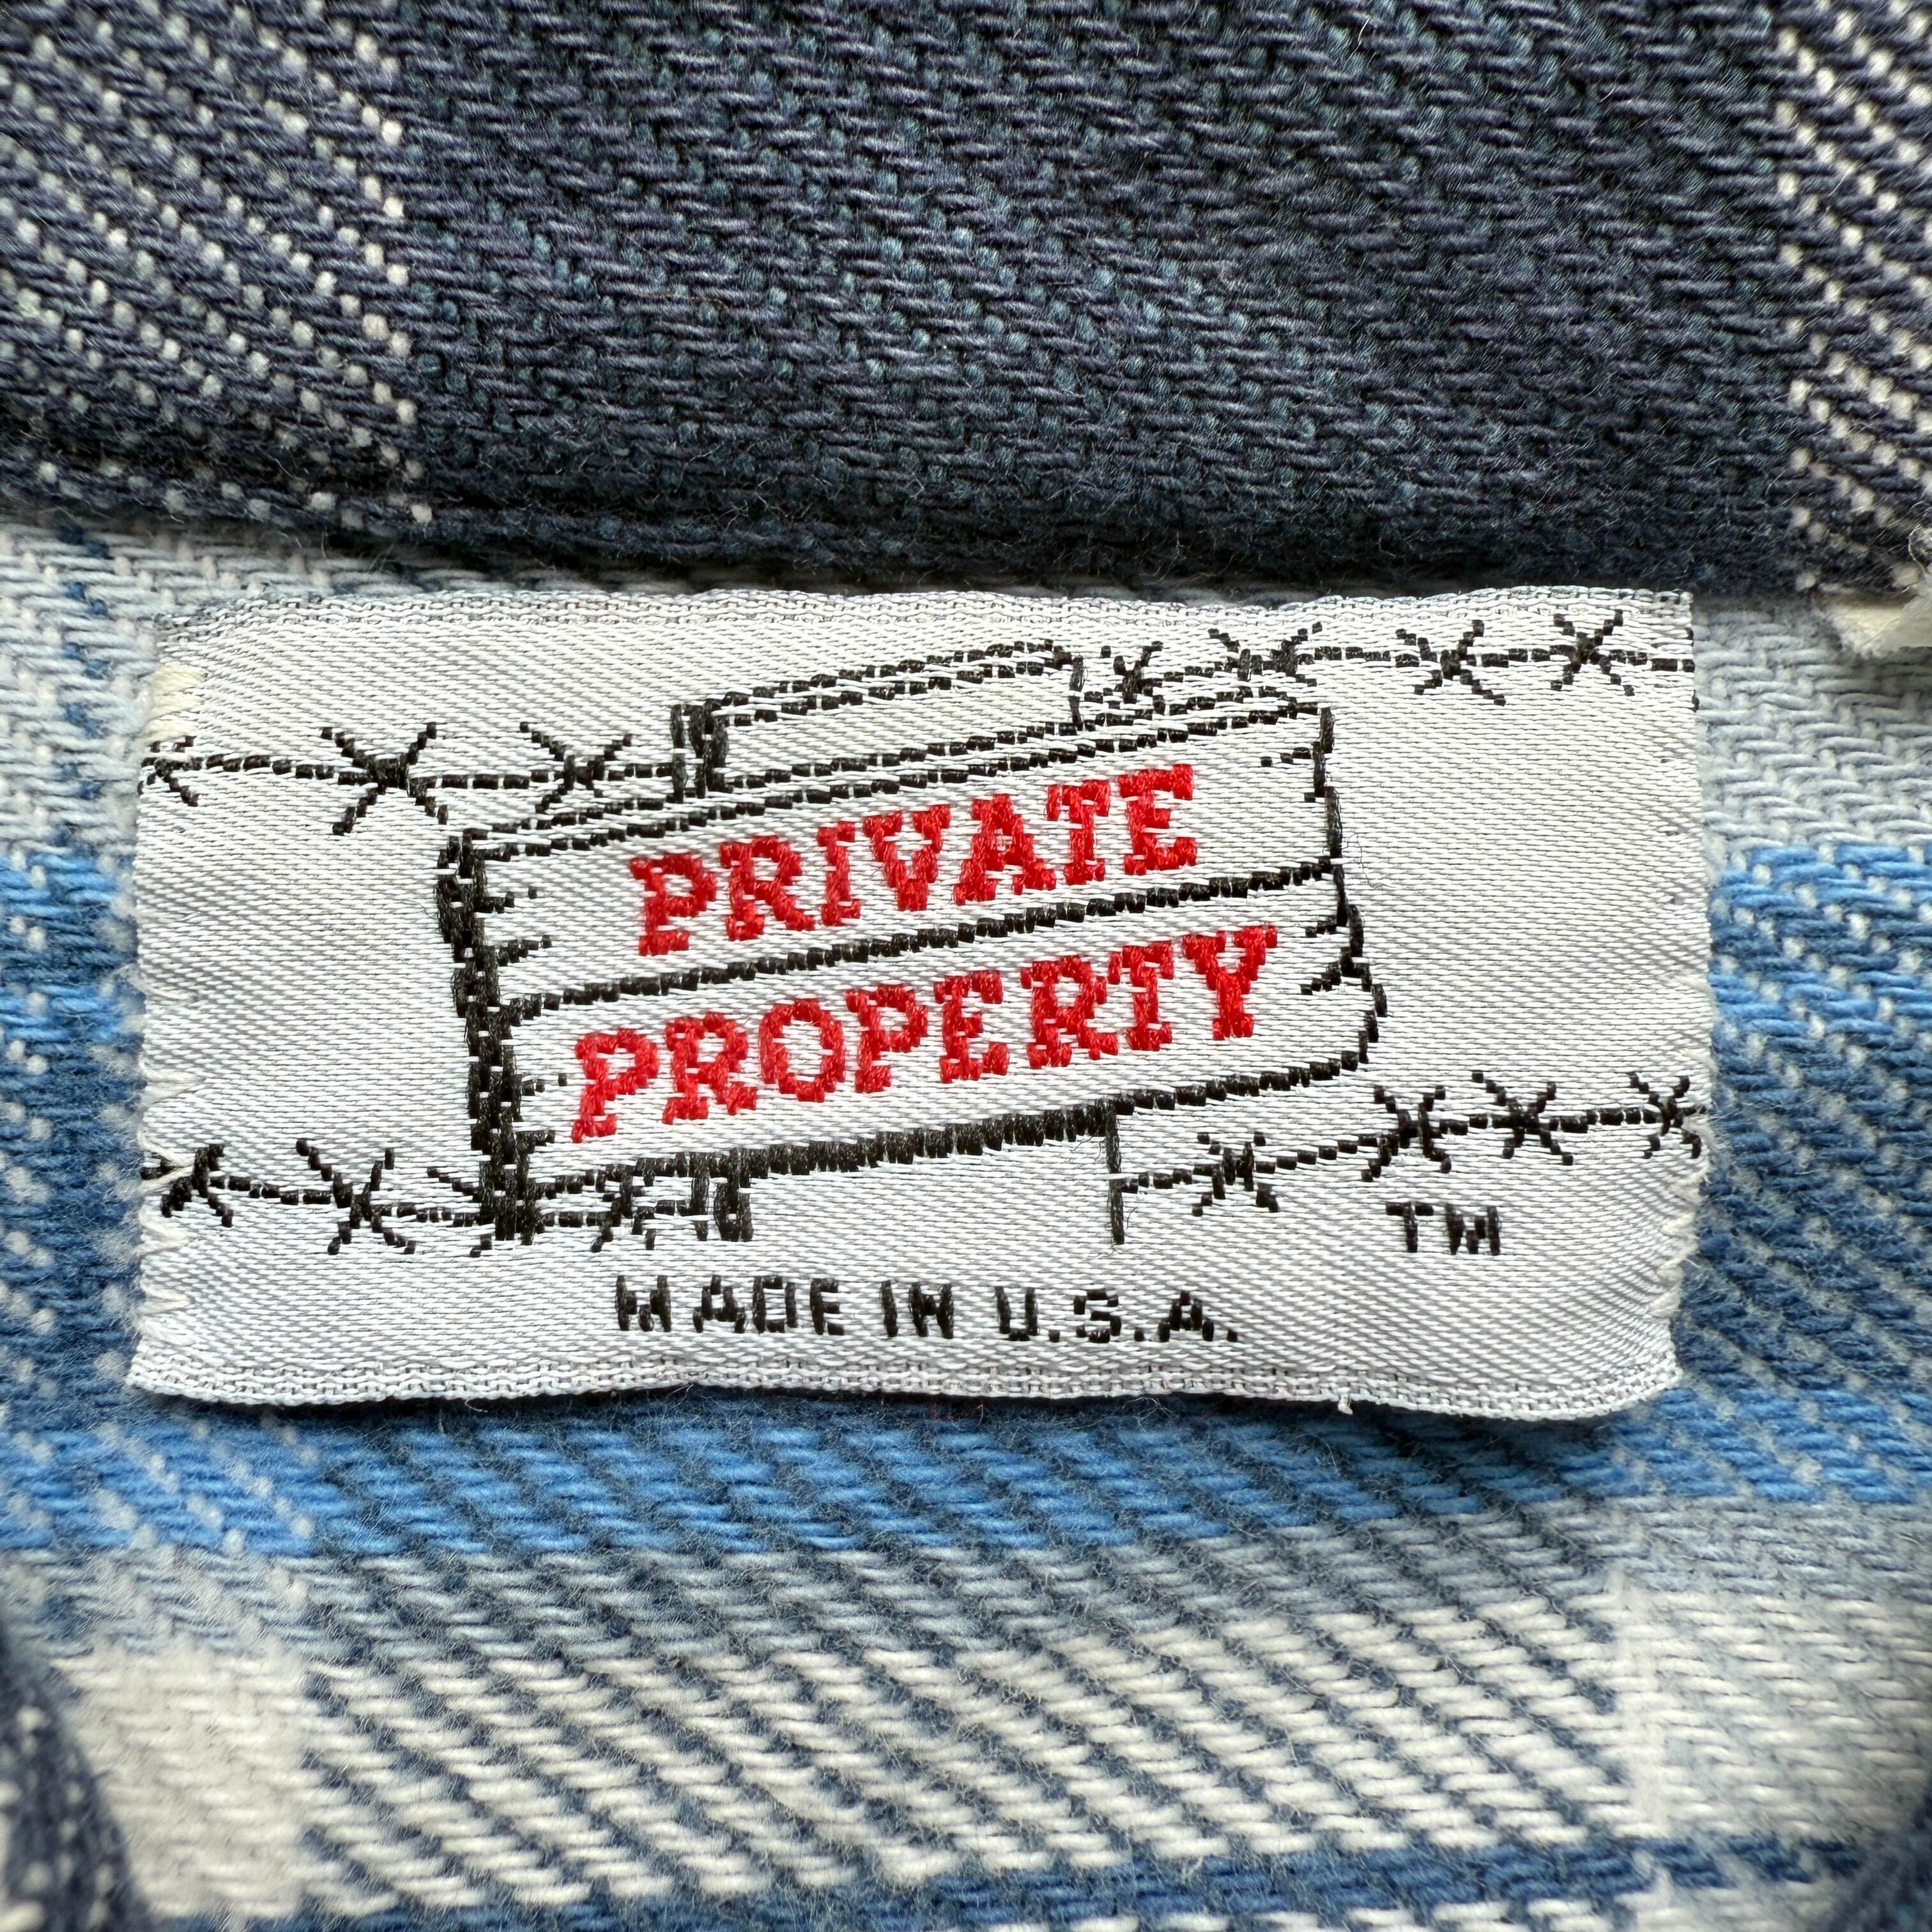 PRIVATE
PROPERTY
TM
MADE IN U.S.A.